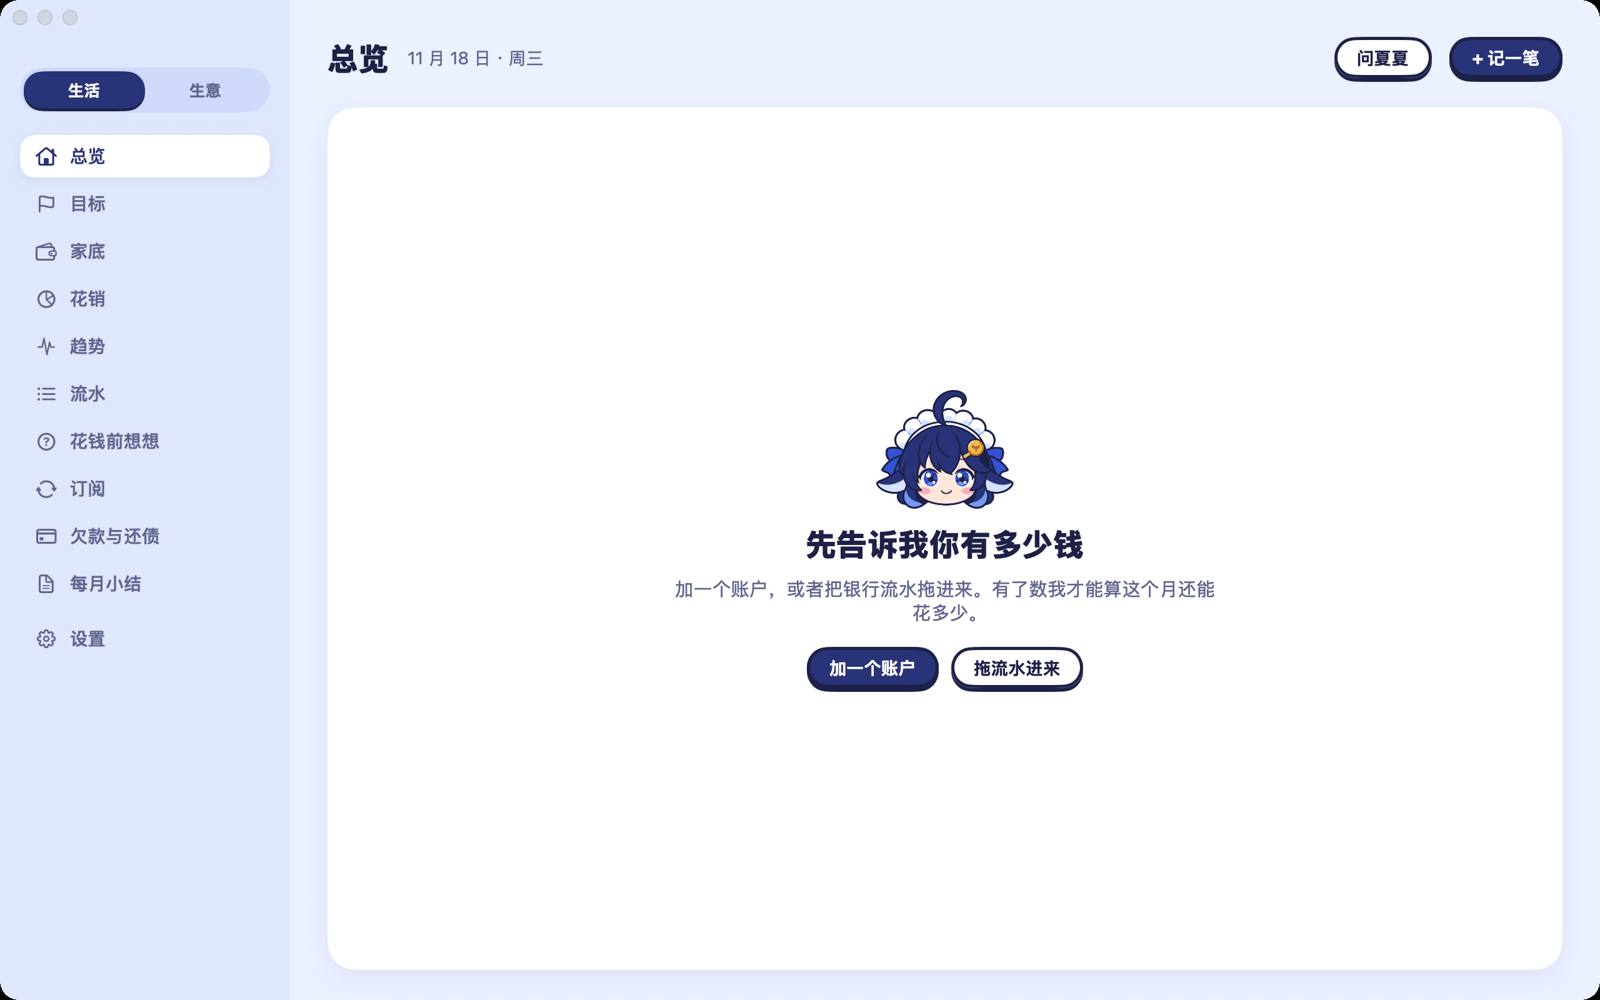 生活
生意
总览
目标
家底
花销
趋势
流水
花钱前想想
订阅
欠款与还债
每月小结
设置
总览
11 月 18 日 · 周三
问夏夏
+ 记一笔
先告诉我你有多少钱
加一个账户，或者把银行流水拖进来。有了数我才能算这个月还能
花多少。
加一个账户
拖流水进来